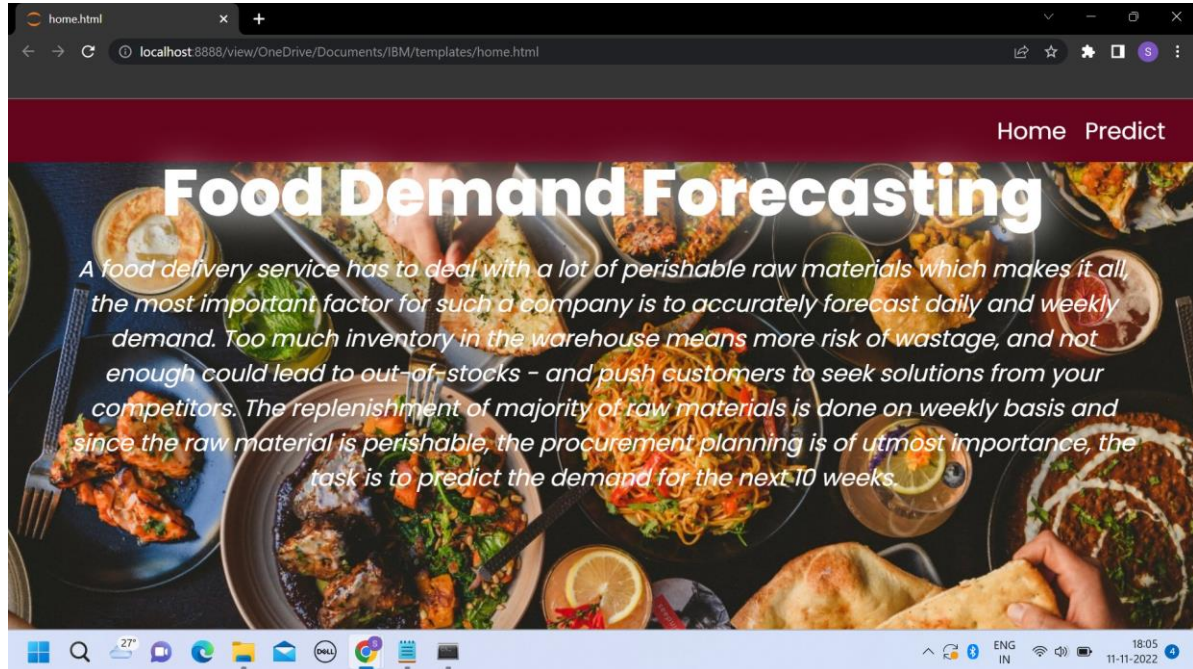 home.html
localhost:8888/view/OneDrive/Documents/IBM/templates/home.html
S
Home Predict
Food Demand Forecasting
A food delivery service has to deal with a lot of perishable raw materials which makes it all,
the most important factor for such a company is to accurately forecast daily and weekly
demand. Too much inventory in the warehouse means more risk of wastage, and not
enough could lead to out-of-stocks - and push customers to seek solutions from your
competitors. The replenishment of majority of raw materials is done on weekly basis and
since the raw material is perishable, the procurement planning is of utmost importance, the
task is to predict the demand for the next 10 weeks.
27°
DELL
S
ENG
IN
18:05
11-11-2022
4